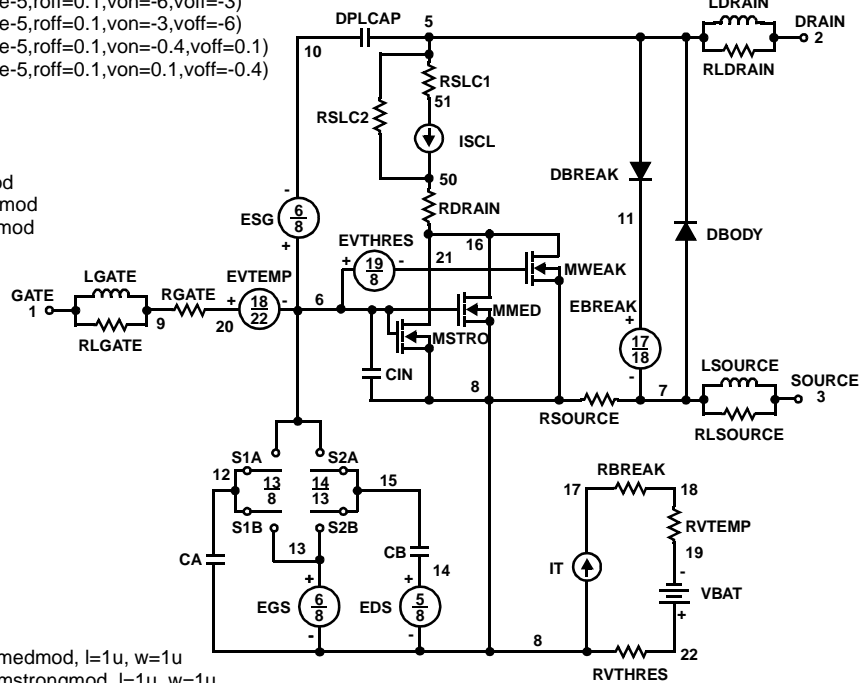 e-5,roff=0.1,von=-6,voff=-3)
e-5,roff=0.1,von=-3,voff=-6)
e-5,roff=0.1,von=-0.4,voff=0.1)
e-5,roff=0.1,von=0.1,voff=-0.4)
od
mod
mod
medmod, l=1u, w=1u
mstrongmod, l=1u, w=1u
LDRAIN
DPLCAP 5 DRAIN
10 2
RSLC1 RLDRAIN
51
RSLC2
ISCL
50 DBREAK
- RDRAIN
ESG 6 8 11
+ EVTHRES 16 DBODY
+ 19 8 - 21 MWEAK
LGATE EVTEMP
GATE RGATE + 18 22 - 6 MMED EBREAK
1 9 20 +
RLGATE MSTRO 17 18
CIN - LSOURCE
8 7 SOURCE
RSOURCE 3
RLSOURCE
S1A S2A
12 13 8 14 13 15 RBREAK
17 18
S1B S2B RVTEMP
13 CB 19
CA 14 IT -
+ + VBAT
EGS 6 8 EDS 5 8 +
- - 8 22
RVTHRES